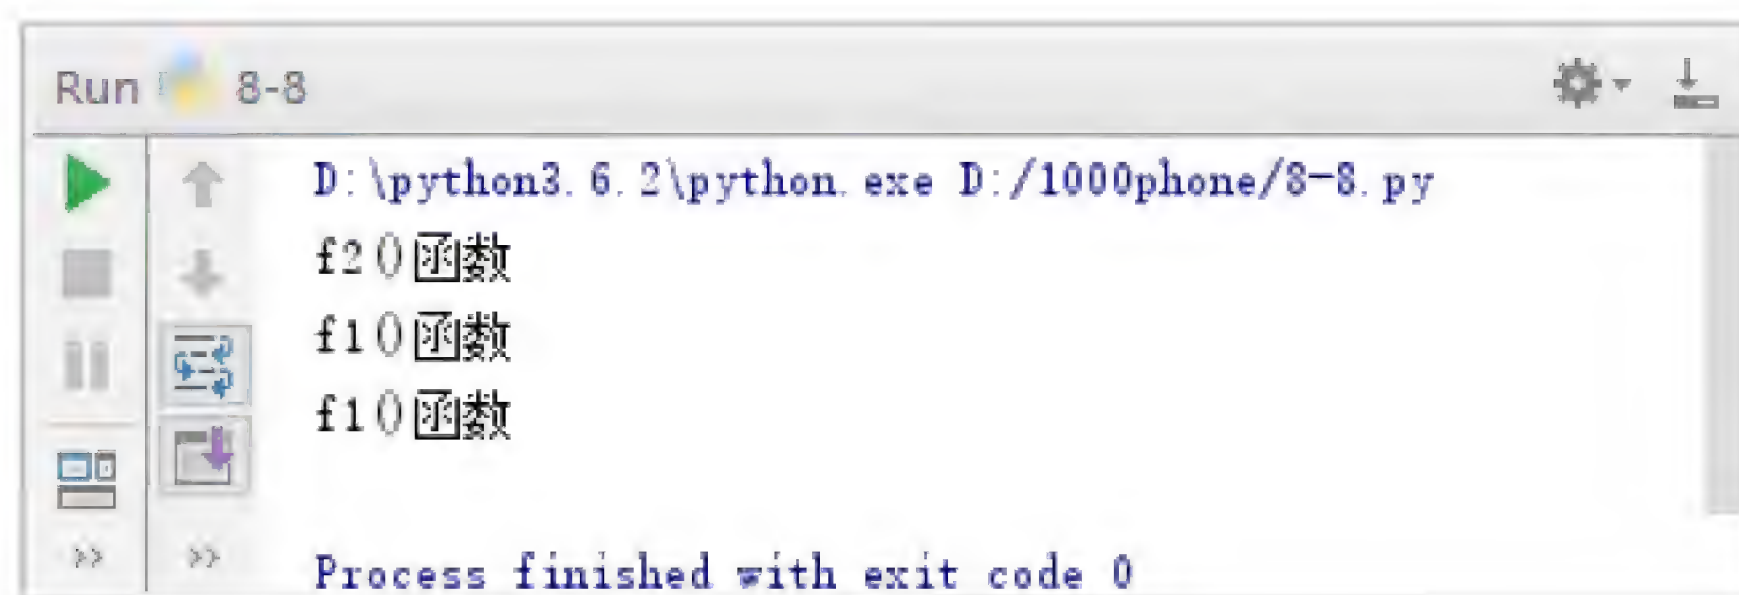 Run 8-8
D:\python3.6.2\python.exe D:/1000phone/8-8.py
f2()函数
f1()函数
f1()函数
Process finished with exit code 0